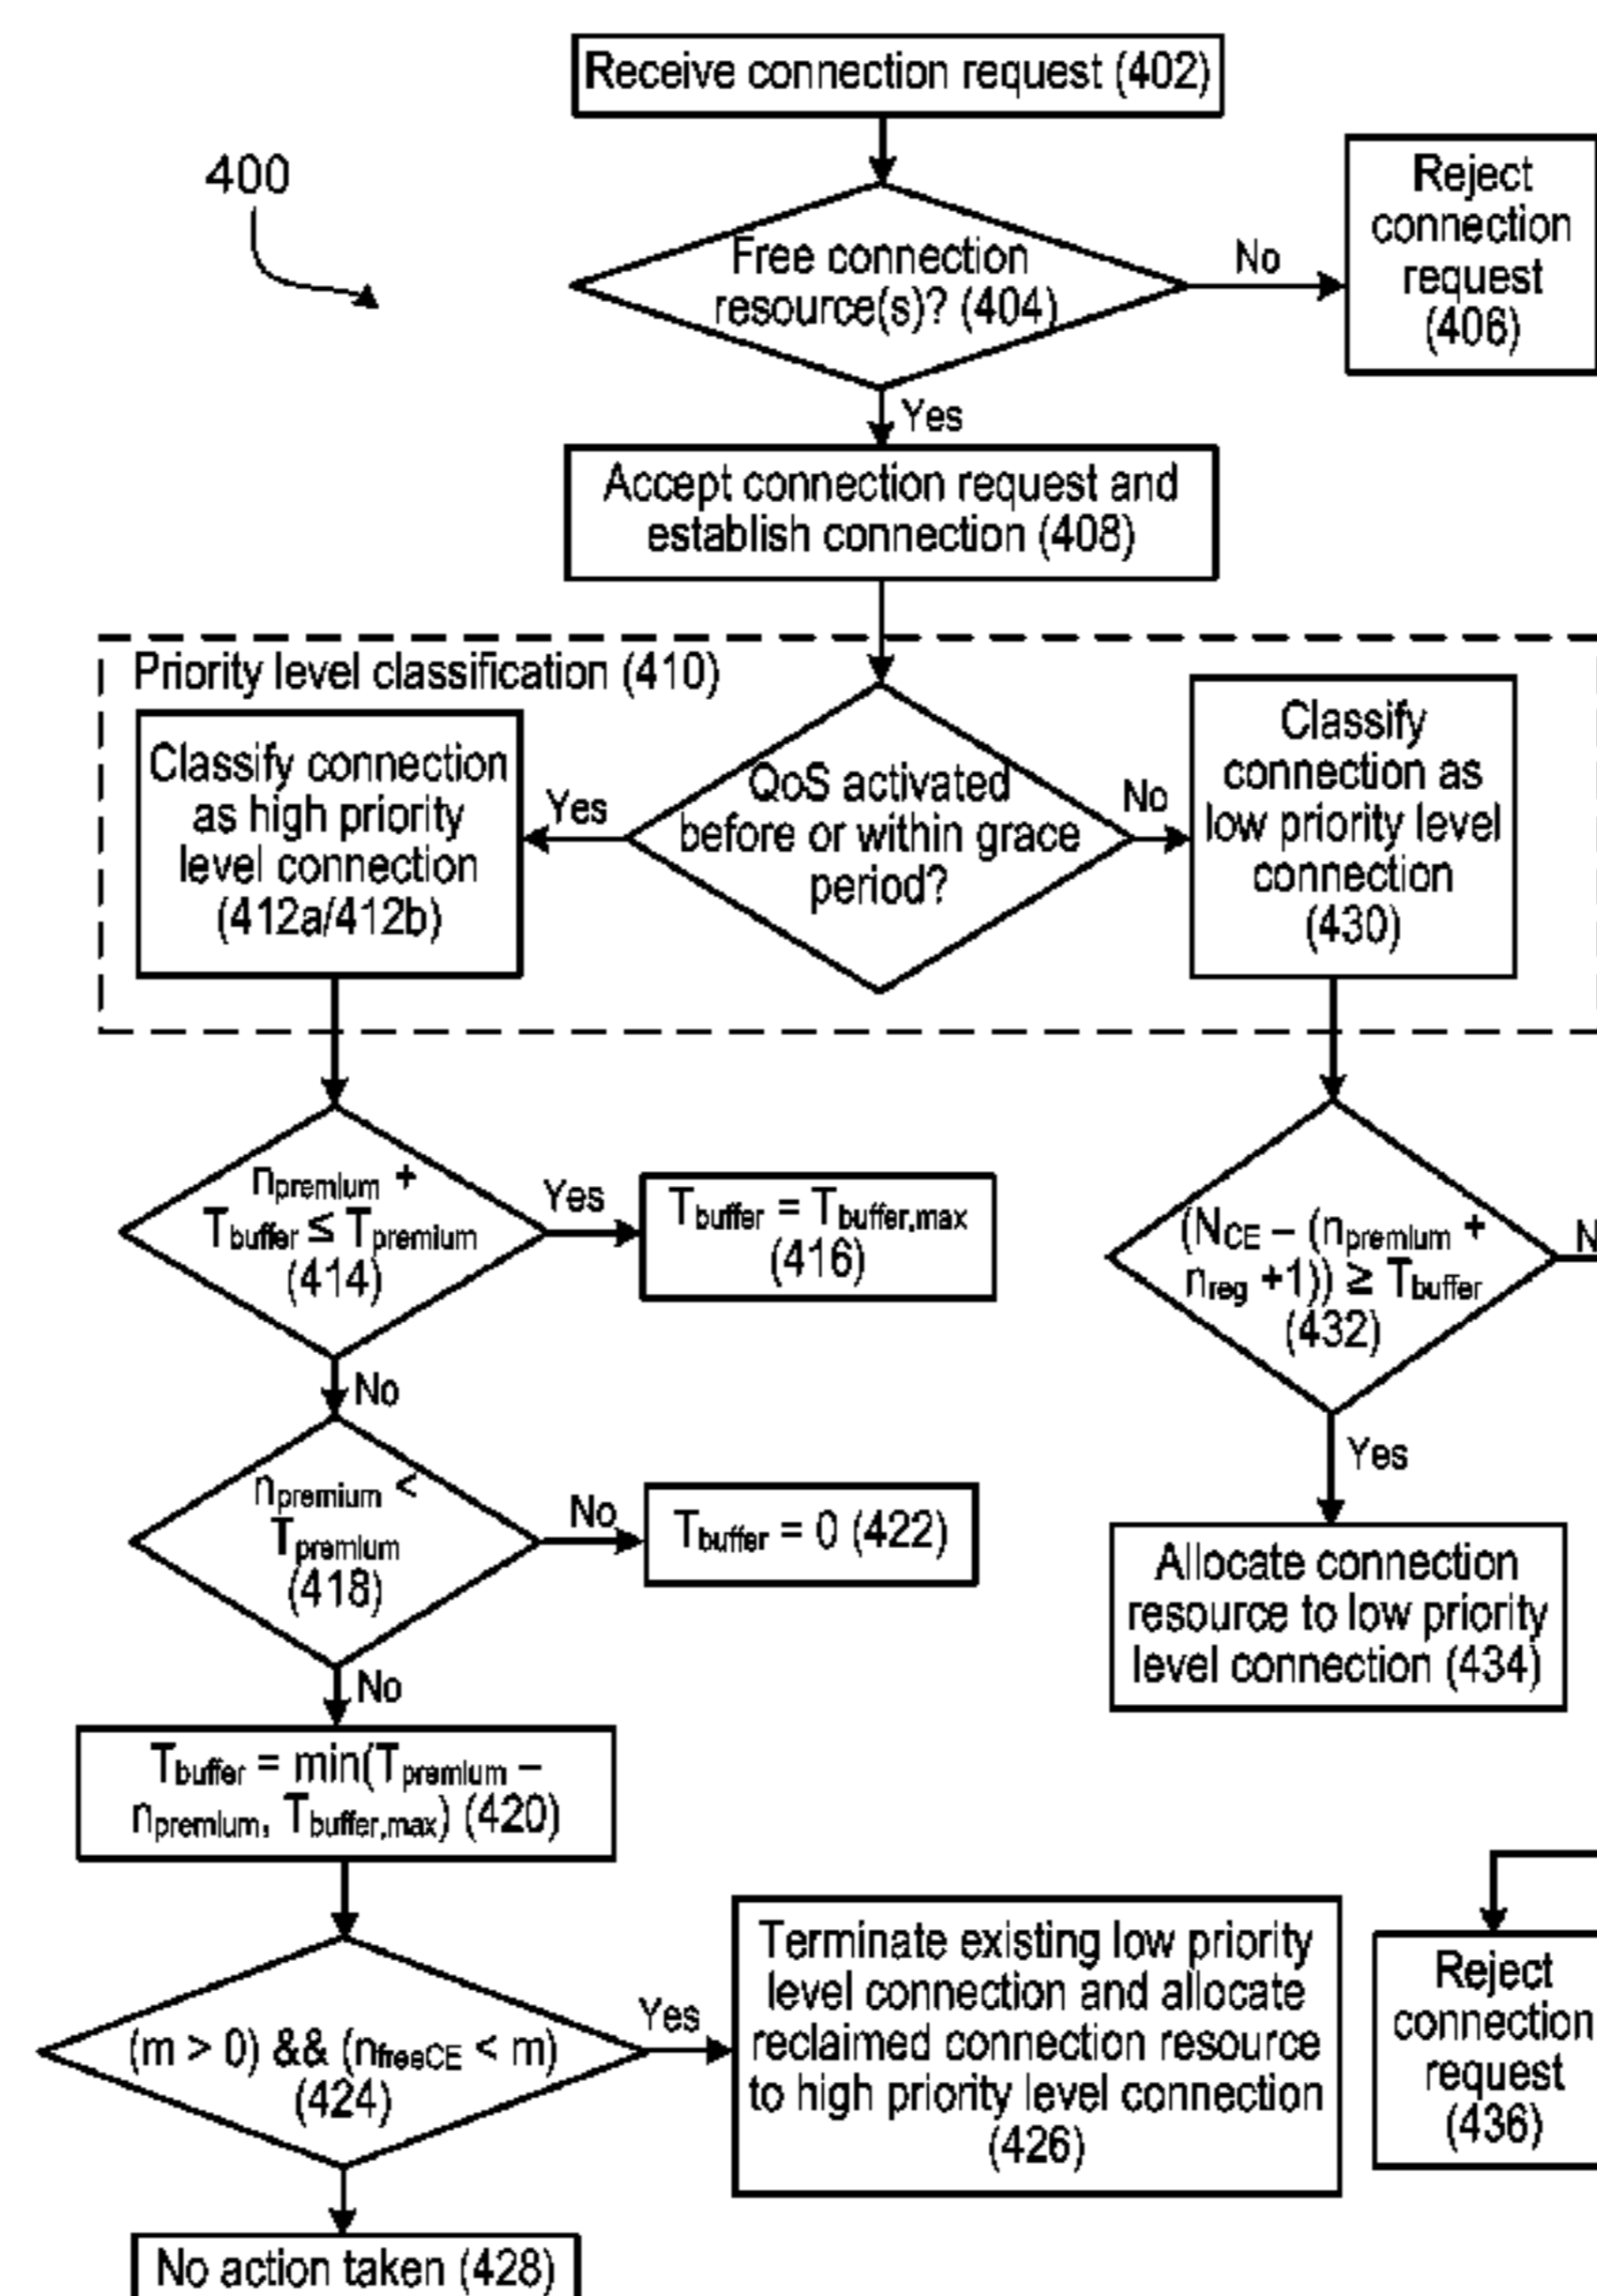 Receive connection request (402)
400
Free connection
resource(s)? (404)
No
Reject
connection
request
(406)
Yes
Accept connection request and
establish connection (408)
Priority level classification (410)
Classify connection
as high priority
level connection
(412a/412b)
Yes
QoS activated
before or within grace
period?
No
Classify
connection as
low priority level
connection
(430)
npremium +
Tbuffer ≤ Tpremium
(414)
Yes
Tbuffer = Tbuffer,max
(416)
(NCE – (npremium +
nreg +1)) ≥ Tbuffer
(432)
No
npremium <
Tpremium
(418)
No
Tbuffer = 0 (422)
Yes
Allocate connection
resource to low priority
level connection (434)
No
Tbuffer = min(Tpremium –
npremium, Tbuffer,max) (420)
(m > 0) && (nfreeCE < m)
(424)
Yes
Terminate existing low priority
level connection and allocate
reclaimed connection resource
to high priority level connection
(426)
Reject
connection
request
(436)
No action taken (428)